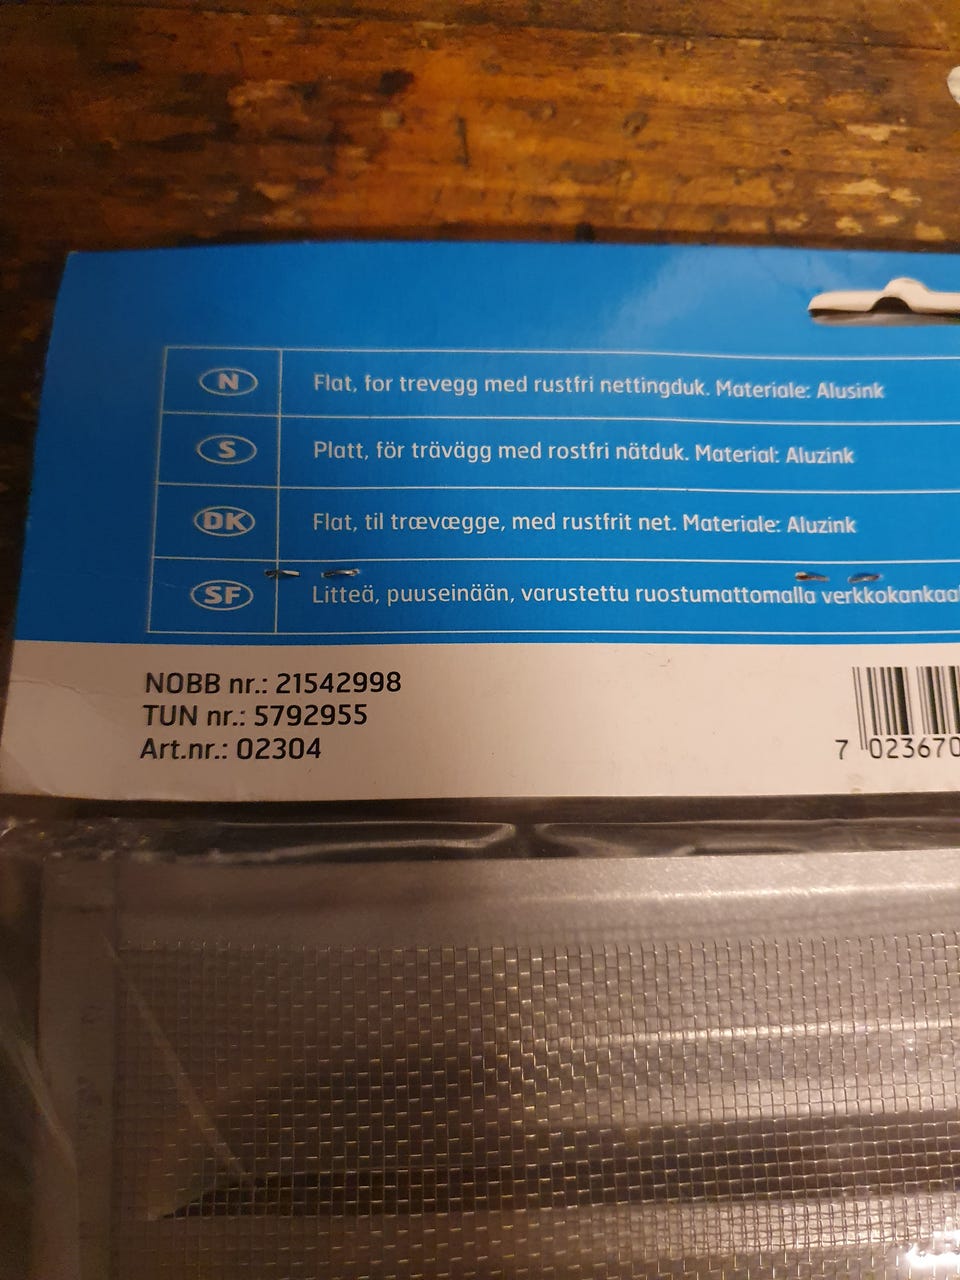 N Flat, for trevegg med rustfri nettingduk. Materiale: Alusink
S Platt, för trävägg med rostfri nätduk. Material: Aluzink
DK Flat, til trævægge, med rustfrit net. Materiale: Aluzink
SF Litteä, puuseinään, varustettu ruostumattomalla
NOBB nr.: 21542998
TUN nr.: 5792955
Art.nr.: 02304
7 023670